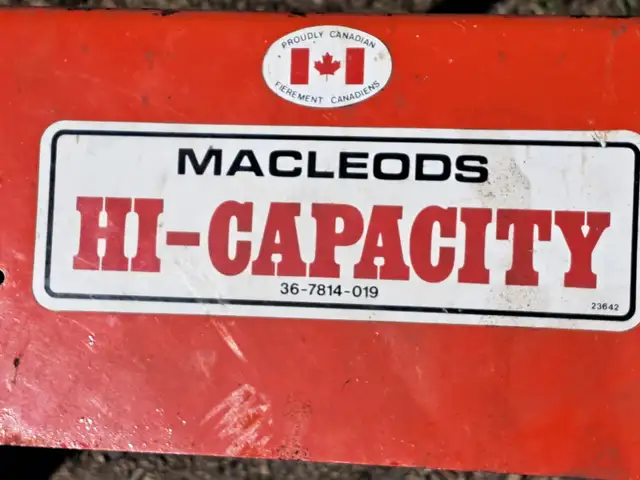 PROUDLY CANADIAN
FIEREMENT CANADIENS
MACLEODS
HI-CAPACITY
36-7814-019
23642